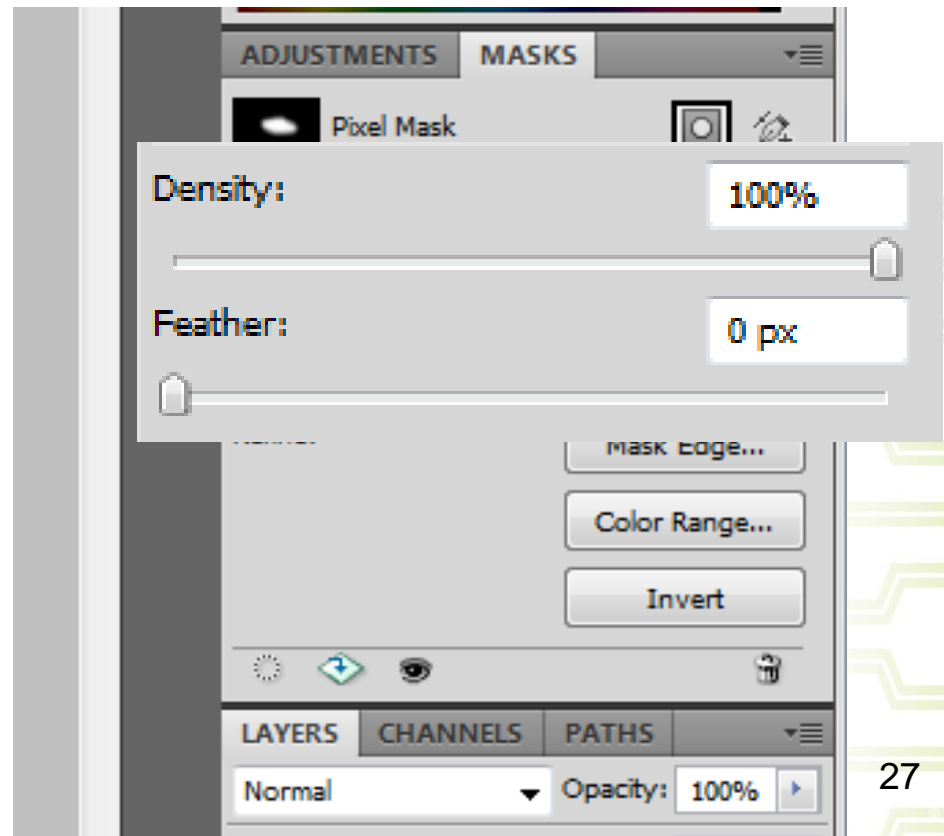 ADJUSTMENTS MASKS
Pixel Mask
Density: 100%
Feather: 0 px
Mask Edge...
Color Range...
Invert
LAYERS CHANNELS PATHS
Normal Opacity: 100%
27